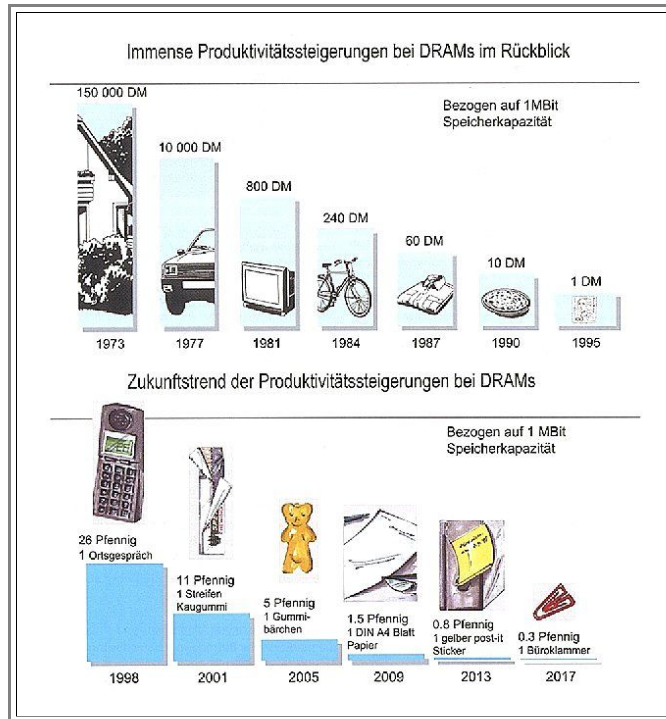 Immense Produktivitätssteigerungen bei DRAMs im Rückblick
150 000 DM
Bezogen auf 1MBit
Speicherkapazität
10 000 DM
800 DM
240 DM
60 DM
10 DM
1 DM
1973
1977
1981
1984
1987
1990
1995
Zukunftstrend der Produktivitätssteigerungen bei DRAMs
Bezogen auf 1 MBit
Speicherkapazität
26 Pfennig
1 Ortsgespräch
11 Pfennig
1 Streifen
Kaugummi
5 Pfennig
1 Gummi-
bärchen
1.5 Pfennig
1 DIN A4 Blatt
Papier
0.8 Pfennig
1 gelber post-it
Sticker
0.3 Pfennig
1 Büroklammer
1998
2001
2005
2009
2013
2017